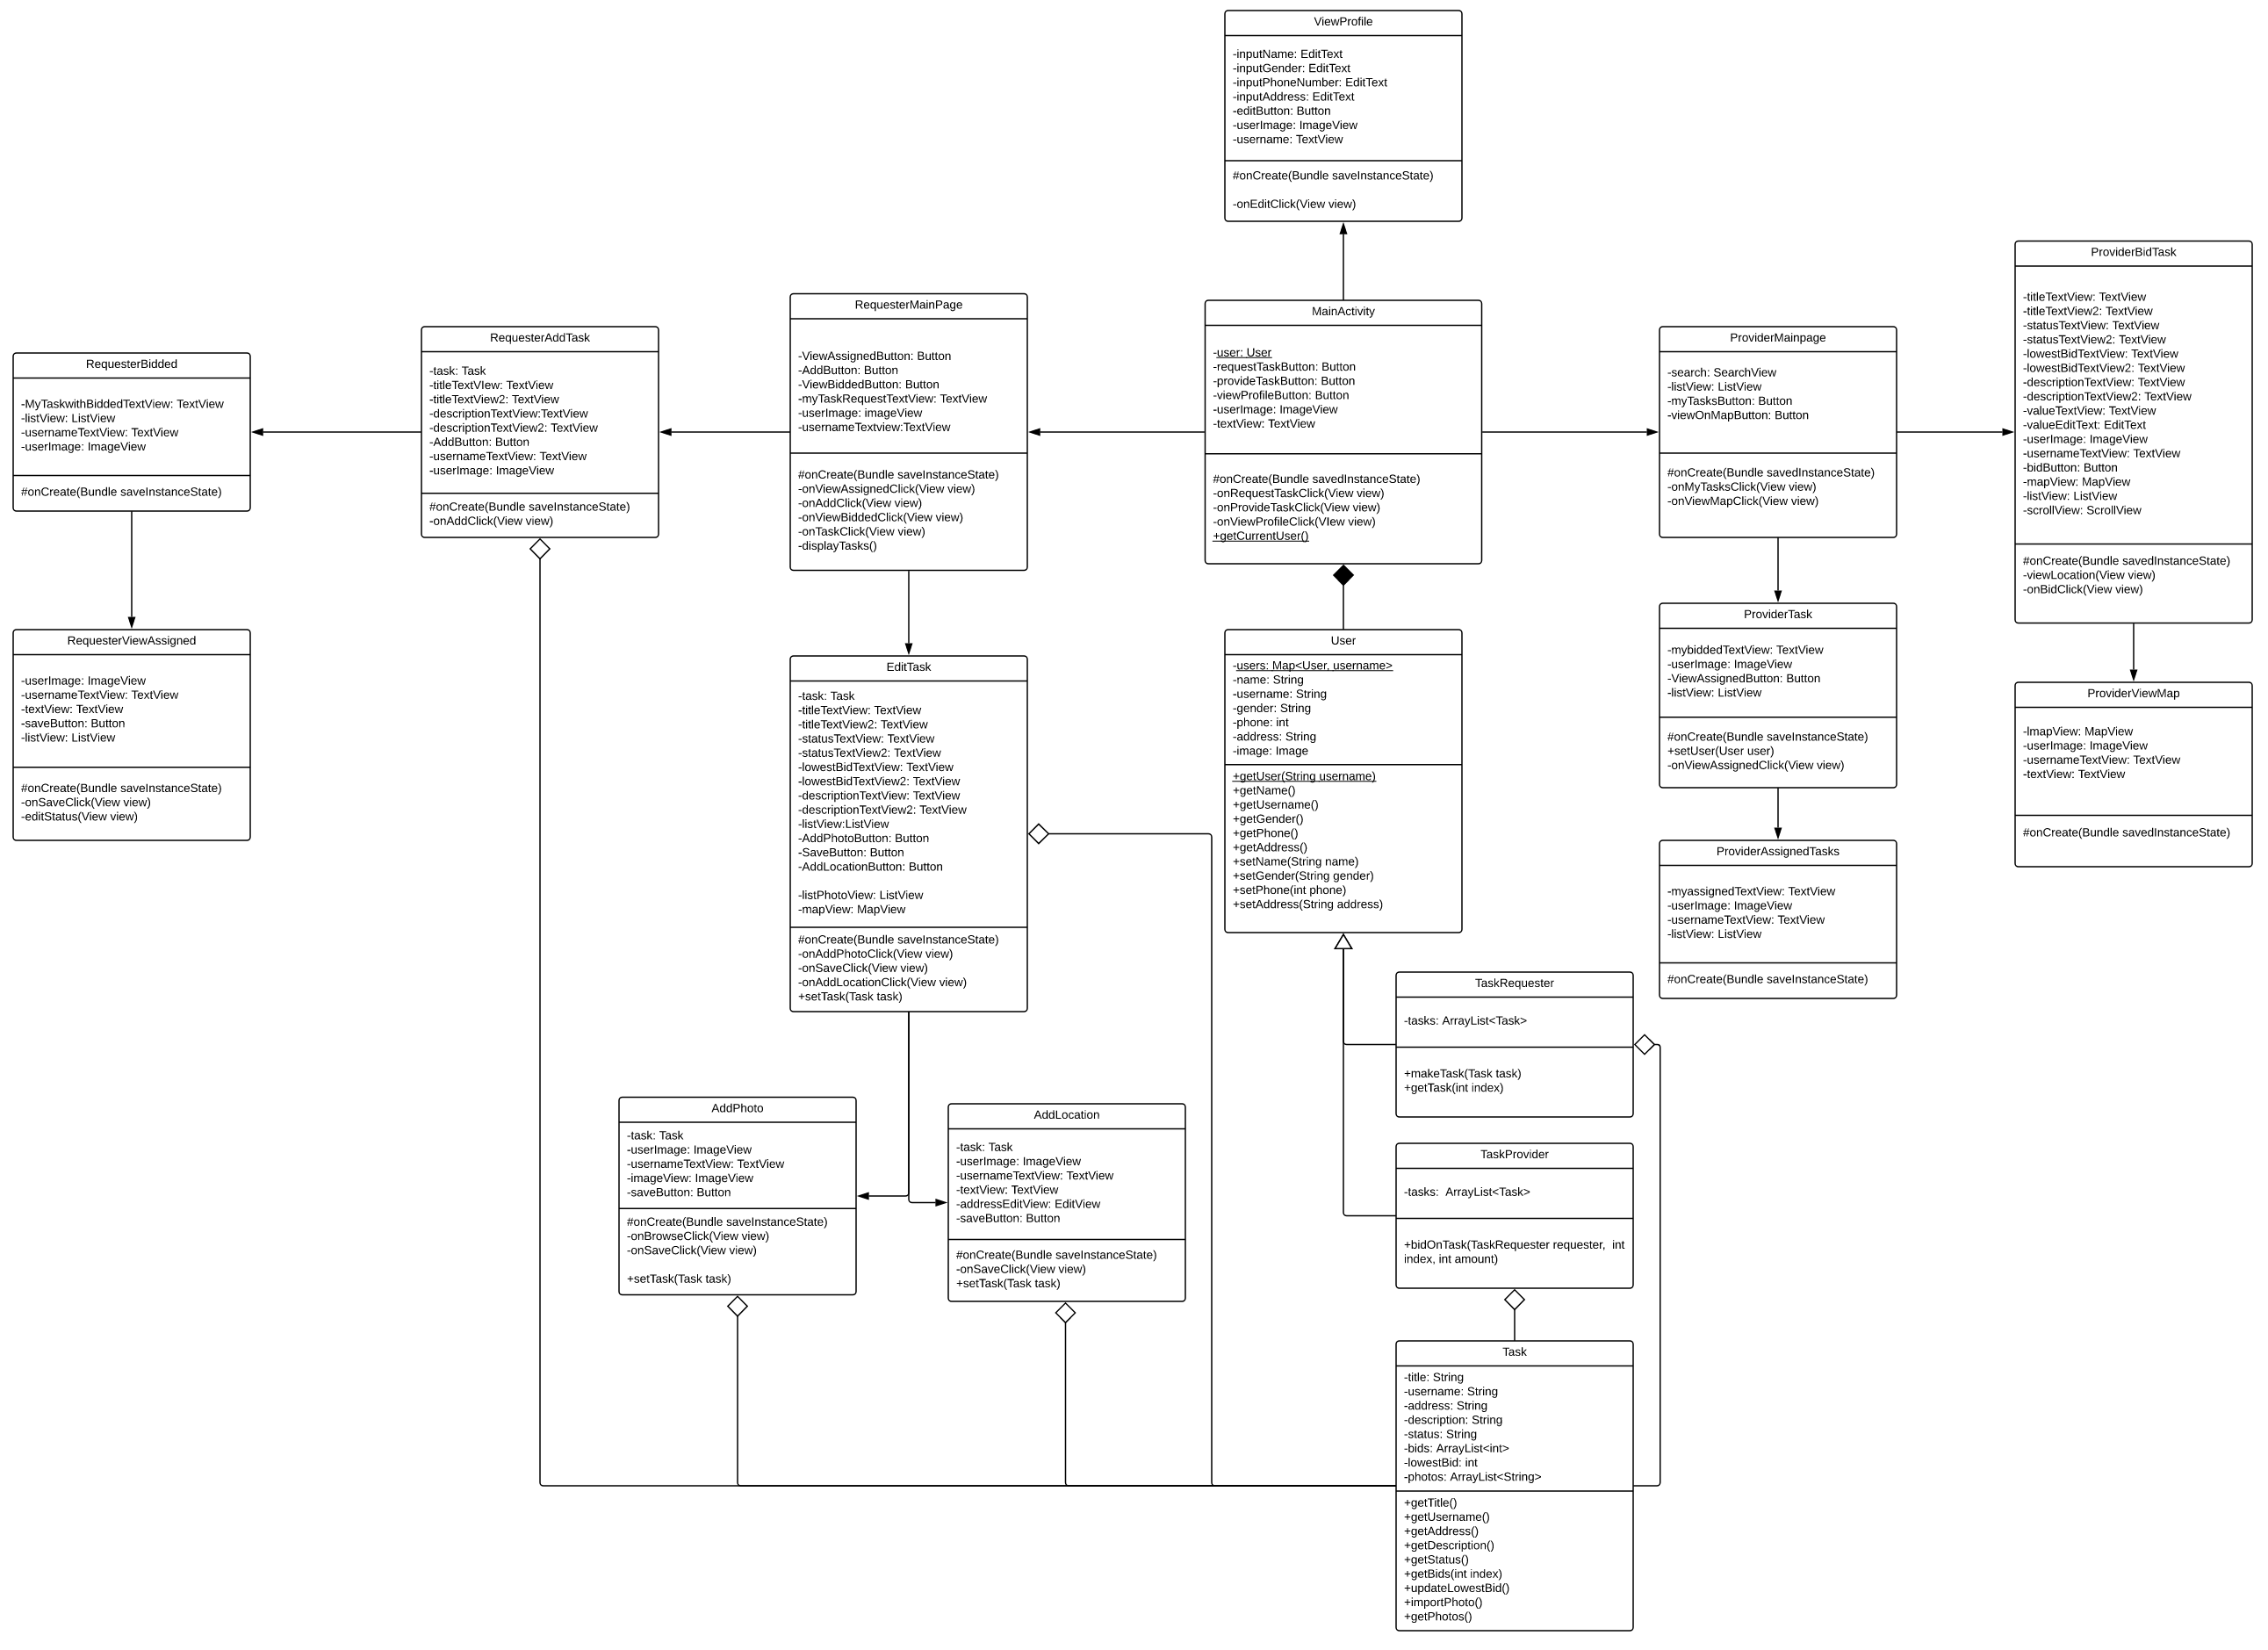 ViewProfile
-inputName: EditText
-inputGender: EditText
-inputPhoneNumber: EditText
-inputAddress: EditText
-editButton: Button
-userImage: ImageView
-username: TextView
#onCreate(Bundle saveInstanceState)
-onEditClick(View view)
RequesterBidded
-MyTaskwithBiddedTextView: TextView
-listView: ListView
-usernameTextView: TextView
-userImage: ImageView
#onCreate(Bundle saveInstanceState)
RequesterAddTask
-task: Task
-titleTextVIew: TextView
-titleTextView2: TextView
-descriptionTextView:TextView
-descriptionTextView2: TextView
-AddButton: Button
-usernameTextView: TextView
-userImage: ImageView
#onCreate(Bundle saveInstanceState)
-onAddClick(View view)
RequesterMainPage
-ViewAssignedButton: Button
-AddButton: Button
-ViewBiddedButton: Button
-myTaskRequestTextView: TextView
-userImage: imageView
-usernameTextview:TextView
#onCreate(Bundle saveInstanceState)
-onViewAssignedClick(View view)
-onAddClick(View view)
-onViewBiddedClick(View view)
-onTaskClick(View view)
-displayTasks()
MainActivity
-user: User
-requestTaskButton: Button
-provideTaskButton: Button
-viewProfileButton: Button
-userImage: ImageView
-textView: TextView
#onCreate(Bundle savedInstanceState)
-onRequestTaskClick(View view)
-onProvideTaskClick(View view)
-onViewProfileClick(VIew view)
+getCurrentUser()
ProviderMainpage
-search: SearchView
-listView: ListView
-myTasksButton: Button
-viewOnMapButton: Button
#onCreate(Bundle savedInstanceState)
-onMyTasksClick(View view)
-onViewMapClick(View view)
ProviderBidTask
-titleTextView: TextView
-titleTextView2: TextView
-statusTextView: TextView
-statusTextView2: TextView
-lowestBidTextView: TextView
-lowestBidTextView2: TextView
-descriptionTextView: TextView
-descriptionTextView2: TextView
-valueTextView: TextView
-valueEditText: EditText
-userImage: ImageView
-usernameTextView: TextView
-bidButton: Button
-mapView: MapView
-listView: ListView
-scrollView: ScrollView
#onCreate(Bundle savedInstanceState)
-viewLocation(View view)
-onBidClick(View view)
RequesterViewAssigned
-userImage: ImageView
-usernameTextView: TextView
-textView: TextView
-saveButton: Button
-listView: ListView
#onCreate(Bundle saveInstanceState)
-onSaveClick(View view)
-editStatus(View view)
EditTask
-task: Task
-titleTextView: TextView
-titleTextView2: TextView
-statusTextView: TextView
-statusTextView2: TextView
-lowestBidTextView: TextView
-lowestBidTextView2: TextView
-descriptionTextView: TextView
-descriptionTextView2: TextView
-listView:ListView
-AddPhotoButton: Button
-SaveButton: Button
-AddLocationButton: Button
-listPhotoView: ListView
-mapView: MapView
#onCreate(Bundle saveInstanceState)
-onAddPhotoClick(View view)
-onSaveClick(View view)
-onAddLocationClick(View view)
+setTask(Task task)
User
-users: Map<User, username>
-name: String
-username: String
-gender: String
-phone: int
-address: String
-image: Image
+getUser(String username)
+getName()
+getUsername()
+getGender()
+getPhone()
+getAddress()
+setName(String name)
+setGender(String gender)
+setPhone(int phone)
+setAddress(String address)
ProviderTask
-mybiddedTextView: TextView
-userImage: ImageView
-ViewAssignedButton: Button
-listView: ListView
#onCreate(Bundle saveInstanceState)
+setUser(User user)
-onViewAssignedClick(View view)
ProviderViewMap
-lmapView: MapView
-userImage: ImageView
-usernameTextView: TextView
-textView: TextView
#onCreate(Bundle savedInstanceState)
ProviderAssignedTasks
-myassignedTextView: TextView
-userImage: ImageView
-usernameTextView: TextView
-listView: ListView
#onCreate(Bundle saveInstanceState)
TaskRequester
-tasks: ArrayList<Task>
+makeTask(Task task)
+getTask(int index)
AddPhoto
-task: Task
-userImage: ImageView
-usernameTextView: TextView
-imageView: ImageView
-saveButton: Button
#onCreate(Bundle saveInstanceState)
-onBrowseClick(View view)
-onSaveClick(View view)
+setTask(Task task)
AddLocation
-task: Task
-userImage: ImageView
-usernameTextView: TextView
-textView: TextView
-addressEditView: EditView
-saveButton: Button
#onCreate(Bundle saveInstanceState)
-onSaveClick(View view)
+setTask(Task task)
TaskProvider
-tasks:  ArrayList<Task>
+bidOnTask(TaskRequester requester,  int
index, int amount)
Task
-title: String
-username: String
-address: String
-description: String
-status: String
-bids: ArrayList<int>
-lowestBid: int
-photos: ArrayList<String>
+getTitle()
+getUsername()
+getAddress()
+getDescription()
+getStatus()
+getBids(int index)
+updateLowestBid()
+importPhoto()
+getPhotos()